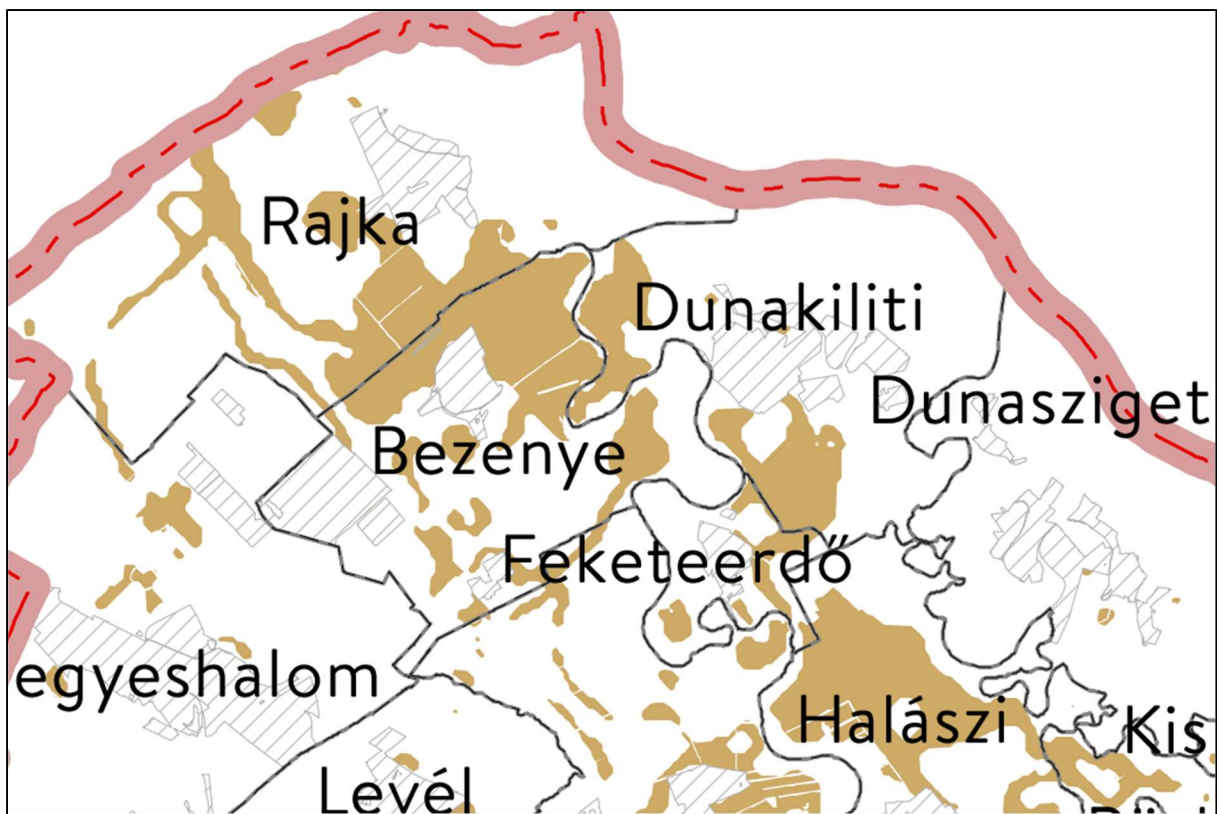 Rajka
Dunakiliti
Dunasziget
Bezenye
Feketeerdő
egyeshalom
Halászi
Kis
Levél